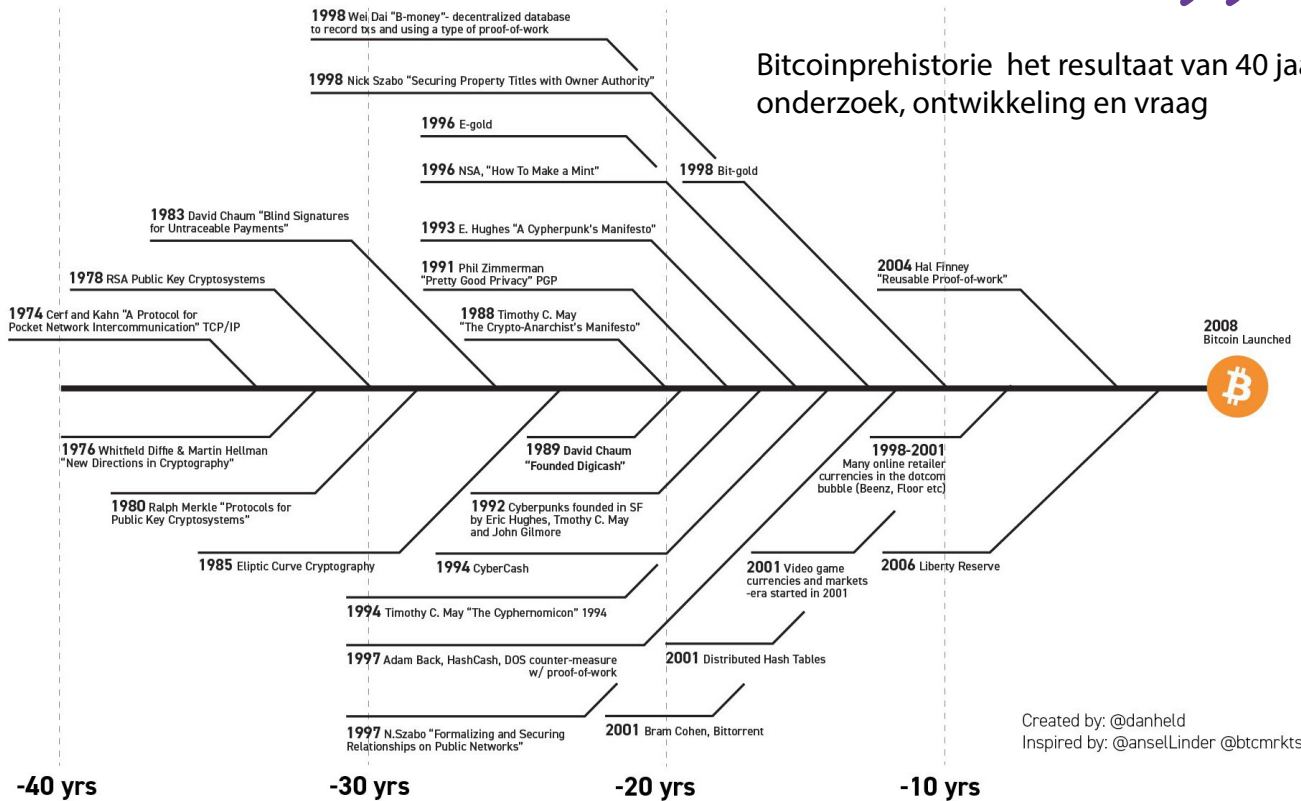 1998 Wei Dai “B-money”- decentralized database
to record txs and using a type of proof-of-work
Bitcoinprehistorie het resultaat van 40 jaa
onderzoek, ontwikkeling en vraag
1998 Nick Szabo “Securing Property Titles with Owner Authority”
1996 E-gold
1996 NSA, “How To Make a Mint”
1998 Bit-gold
1983 David Chaum “Blind Signatures
for Untraceable Payments”
1993 E. Hughes “A Cypherpunk’s Manifesto”
1978 RSA Public Key Cryptosystems
1991 Phil Zimmerman
“Pretty Good Privacy” PGP
2004 Hal Finney
“Reusable Proof-of-work”
1974 Cerf and Kahn “A Protocol for
Pocket Network Intercommunication” TCP/IP
1988 Timothy C. May
“The Crypto-Anarchist’s Manifesto”
2008
Bitcoin Launched
1976 Whitfield Diffie & Martin Hellman
“New Directions in Cryptography”
1989 David Chaum
“Founded Digicash”
1998-2001
Many online retailer
currencies in the dotcom
bubble (Beenz, Floor etc)
1980 Ralph Merkle “Protocols for
Public Key Cryptosystems”
1992 Cyberpunks founded in SF
by Eric Hughes, Tmothy C. May
and John Gilmore
1985 Eliptic Curve Cryptography
1994 CyberCash
2001 Video game
currencies and markets
-era started in 2001
2006 Liberty Reserve
1994 Timothy C. May “The Cyphernomicon” 1994
1997 Adam Back, HashCash, DOS counter-measure
w/ proof-of-work
2001 Distributed Hash Tables
1997 N.Szabo “Formalizing and Securing
Relationships on Public Networks”
2001 Bram Cohen, Bittorrent
Created by: @danheld
Inspired by: @anselLinder @btcmrkts
-40 yrs
-30 yrs
-20 yrs
-10 yrs